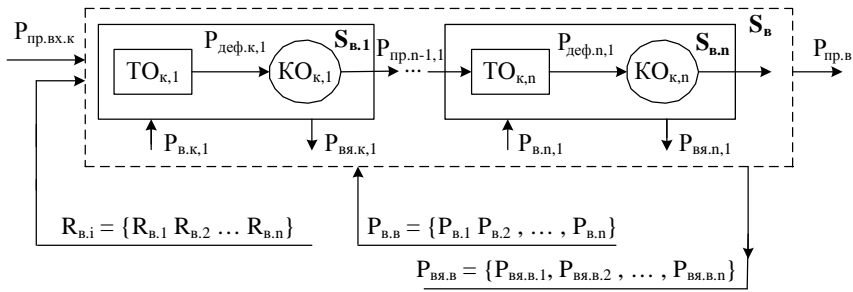 Pпр.вх.к
Pдеф.к,1
Sв.1
Pпр.n-1,1
Pдеф.n,1
Sв.n
Sв
Pпр.в
ТОк,1
КОк,1
...
ТОк,n
КОк,n
Pв.к,1
Pвя.к,1
Pв.n,1
Pвя.n,1
Rв.i = {Rв.1 Rв.2 … Rв.n}
Pв.в = {Pв.1 Pв.2 , … , Pв.n}
Pвя.в = {Pвя.в.1, Pвя.в.2 , … , Pвя.в.n}